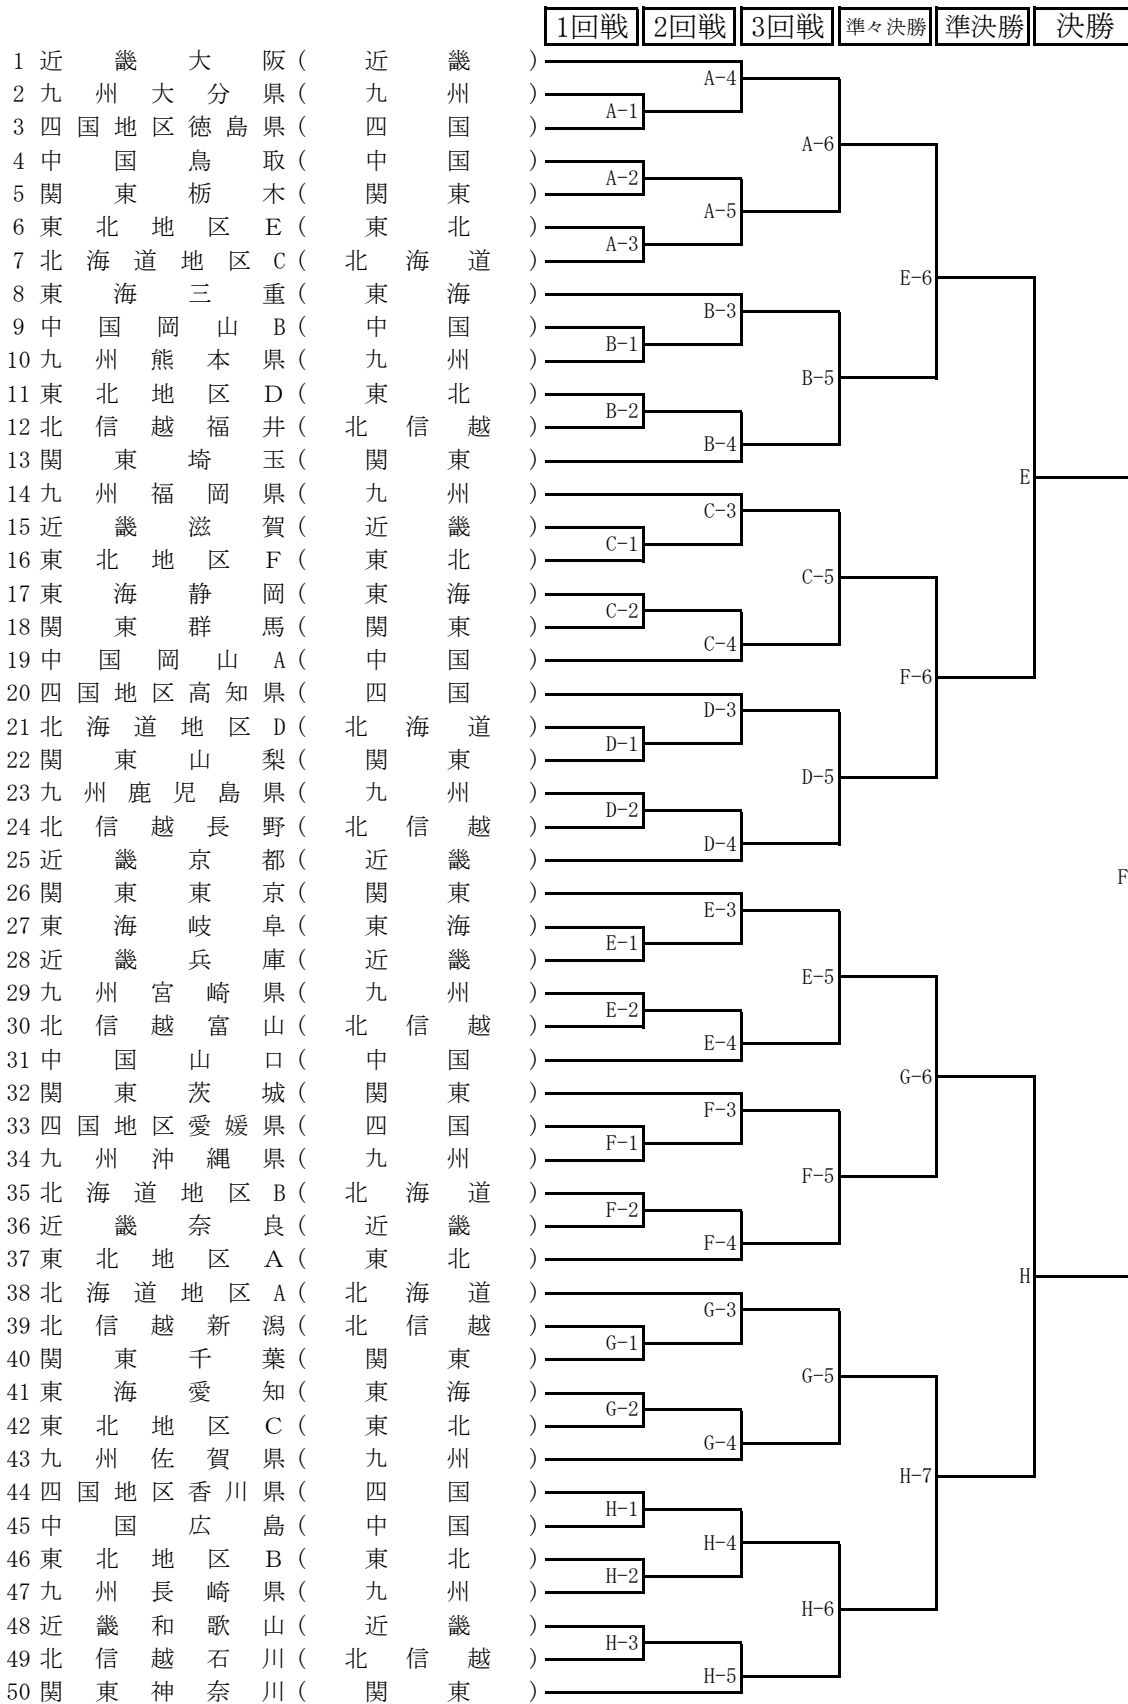 1回戦 2回戦 3回戦 準々決勝 準決勝 決勝
1 近畿大阪 ( 近畿 )
A-4
2 九州大分県 ( 九州 )
A-1
3 四国地区徳島県 ( 四国 )
A-6
4 中国鳥取 ( 中国 )
A-2
5 関東栃木 ( 関東 )
A-5
6 東北地区E ( 東北 )
A-3
7 北海道地区C ( 北海道 )
E-6
8 東海三重 ( 東海 )
B-3
9 中国岡山B ( 中国 )
B-1
10 九州熊本県 ( 九州 )
B-5
11 東北地区D ( 東北 )
B-2
12 北信越福井 ( 北信越 )
B-4
13 関東埼玉 ( 関東 )
E
14 九州福岡県 ( 九州 )
C-3
15 近畿滋賀 ( 近畿 )
C-1
16 東北地区F ( 東北 )
C-5
17 東海静岡 ( 東海 )
C-2
18 関東群馬 ( 関東 )
C-4
19 中国岡山A ( 中国 )
F-6
20 四国地区高知県 ( 四国 )
D-3
21 北海道地区D ( 北海道 )
D-1
22 関東山梨 ( 関東 )
D-5
23 九州鹿児島県 ( 九州 )
D-2
24 北信越長野 ( 北信越 )
D-4
25 近畿京都 ( 近畿 )
F
26 関東東京 ( 関東 )
E-3
27 東海岐阜 ( 東海 )
E-1
28 近畿兵庫 ( 近畿 )
E-5
29 九州宮崎県 ( 九州 )
E-2
30 北信越富山 ( 北信越 )
E-4
31 中国山口 ( 中国 )
G-6
32 関東茨城 ( 関東 )
F-3
33 四国地区愛媛県 ( 四国 )
F-1
34 九州沖縄県 ( 九州 )
F-5
35 北海道地区B ( 北海道 )
F-2
36 近畿奈良 ( 近畿 )
F-4
37 東北地区A ( 東北 )
H
38 北海道地区A ( 北海道 )
G-3
39 北信越新潟 ( 北信越 )
G-1
40 関東千葉 ( 関東 )
G-5
41 東海愛知 ( 東海 )
G-2
42 東北地区C ( 東北 )
G-4
43 九州佐賀県 ( 九州 )
H-7
44 四国地区香川県 ( 四国 )
H-1
45 中国広島 ( 中国 )
H-4
46 東北地区B ( 東北 )
H-2
47 九州長崎県 ( 九州 )
H-6
48 近畿和歌山 ( 近畿 )
H-3
49 北信越石川 ( 北信越 )
H-5
50 関東神奈川 ( 関東 )